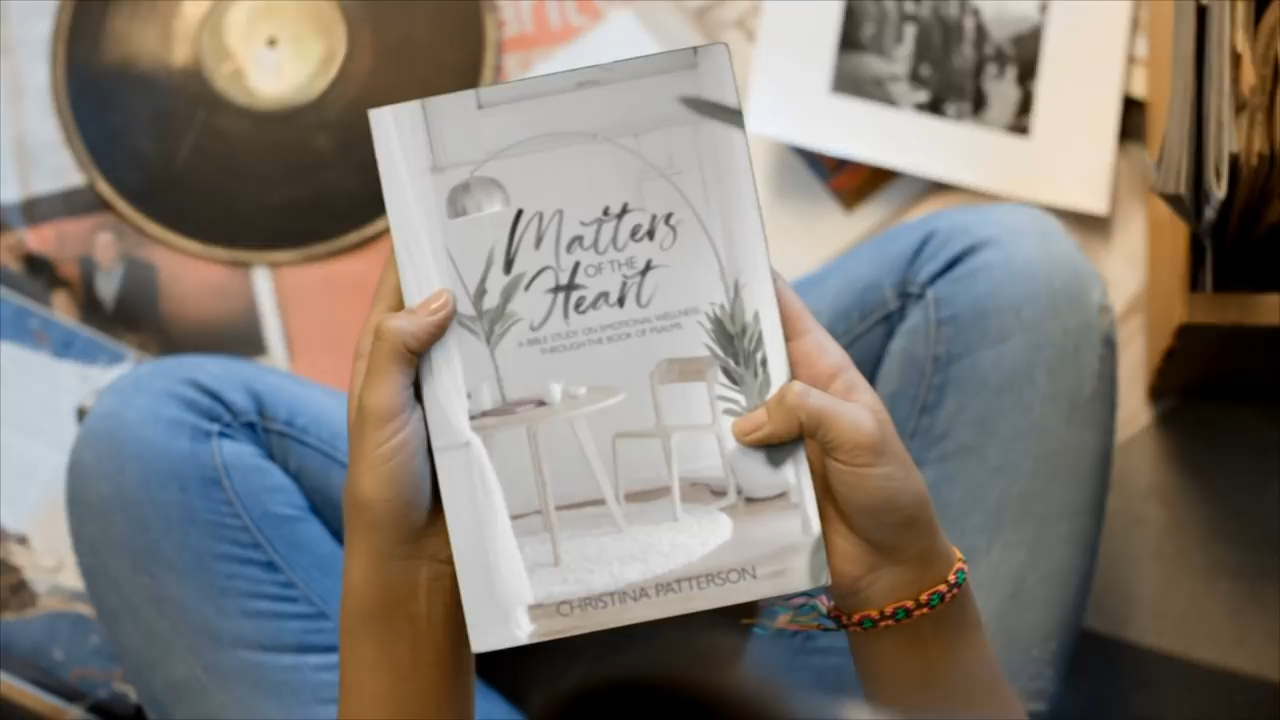 Matters
OF THE
Heart
A BIBLE STUDY ON EMOTIONAL WELLNESS
THROUGH THE BOOK OF PSALMS
CHRISTINA PATTERSON